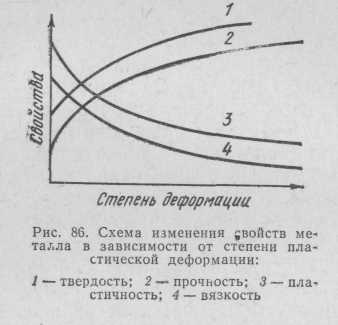 1
2
3
4
Свойства
Степень деформации
Рис. 86. Схема изменения свойств ме-
талла в зависимости от степени пла-
стической деформации:
1 — твердость; 2 — прочность; 3 — пла-
стичность; 4 — вязкость